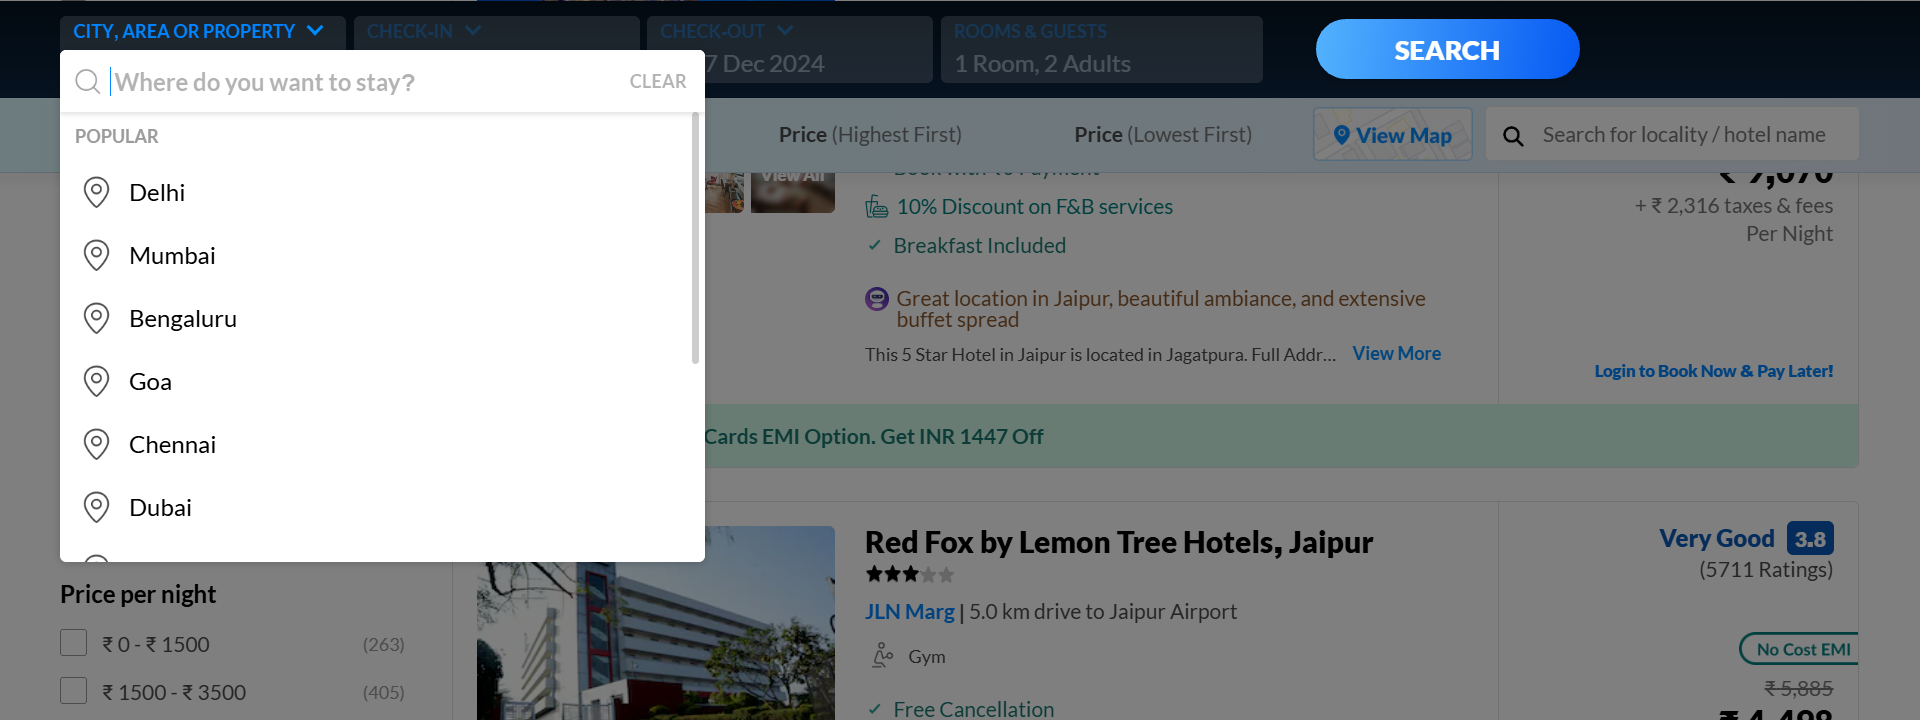 CITY, AREA OR PROPERTY
CHECK-IN
CHECK-OUT
ROOMS & GUESTS
7 Dec 2024
1 Room, 2 Adults
SEARCH
Where do you want to stay?
CLEAR
POPULAR
Delhi
Mumbai
Bengaluru
Goa
Chennai
Dubai
Price (Highest First)
Price (Lowest First)
View Map
Search for locality / hotel name
View All
10% Discount on F&B services
Breakfast Included
Great location in Jaipur, beautiful ambiance, and extensive
buffet spread
This 5 Star Hotel in Jaipur is located in Jagatpura. Full Addr...
View More
+ ₹ 2,316 taxes & fees
Per Night
Login to Book Now & Pay Later!
Cards EMI Option. Get INR 1447 Off
Price per night
₹ 0 - ₹ 1500
(263)
₹ 1500 - ₹ 3500
(405)
Red Fox by Lemon Tree Hotels, Jaipur
JLN Marg | 5.0 km drive to Jaipur Airport
Gym
Free Cancellation
Very Good 3.8
(5711 Ratings)
No Cost EMI
₹ 5,885